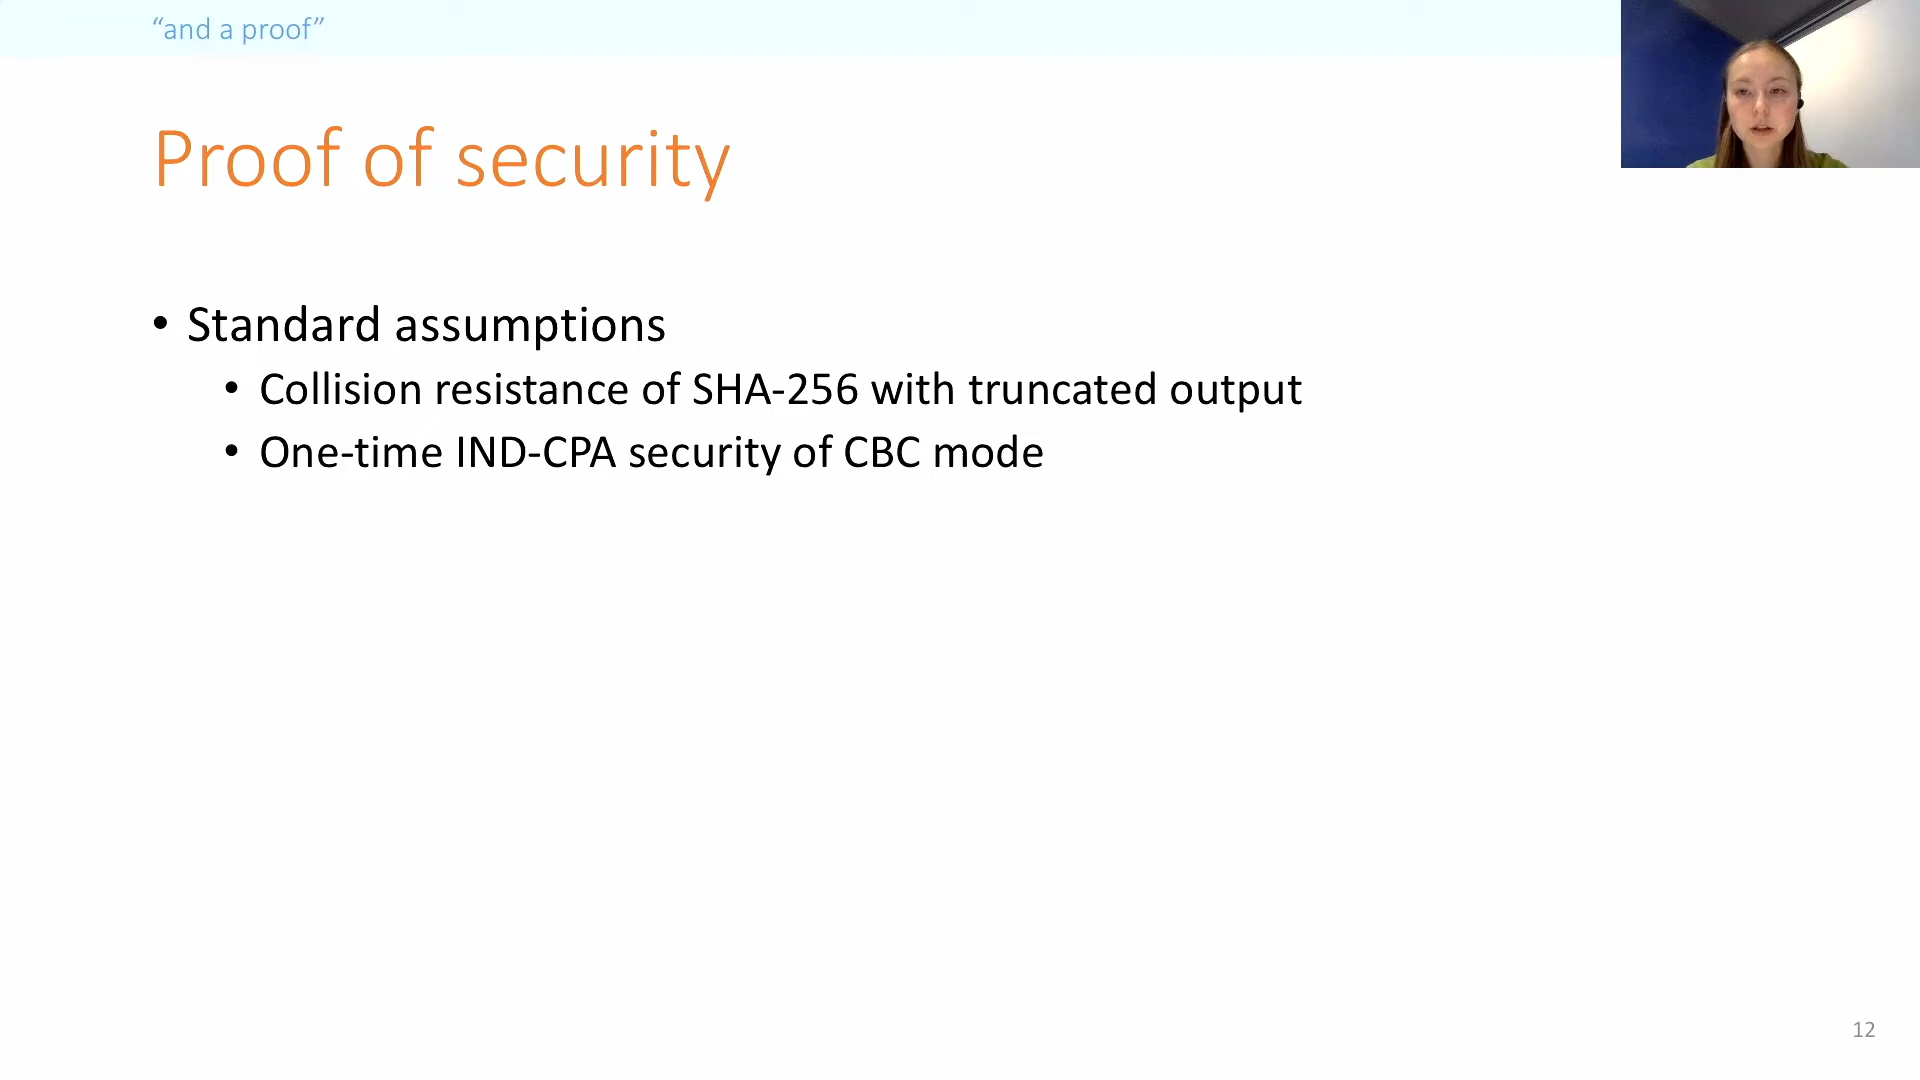 “and a proof”
Proof of security
• Standard assumptions
• Collision resistance of SHA-256 with truncated output
• One-time IND-CPA security of CBC mode
12